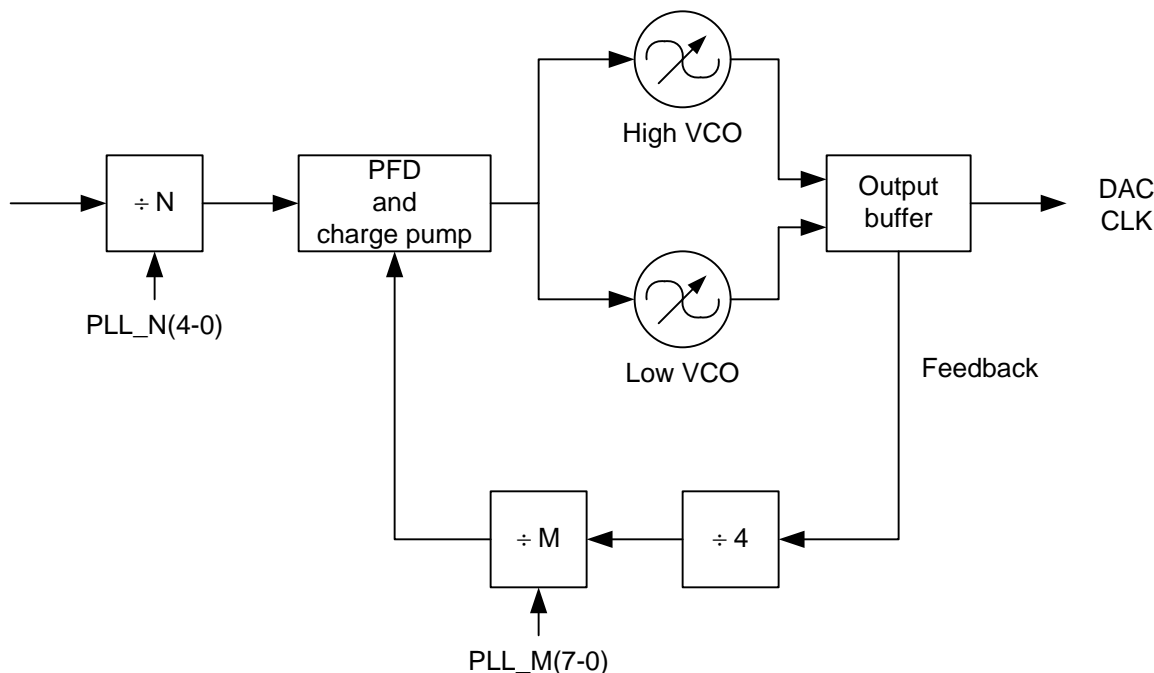 High VCO
÷ N
PFD
and
charge pump
Output
buffer
DAC
CLK
PLL_N(4-0)
Low VCO
Feedback
÷ M
÷ 4
PLL_M(7-0)